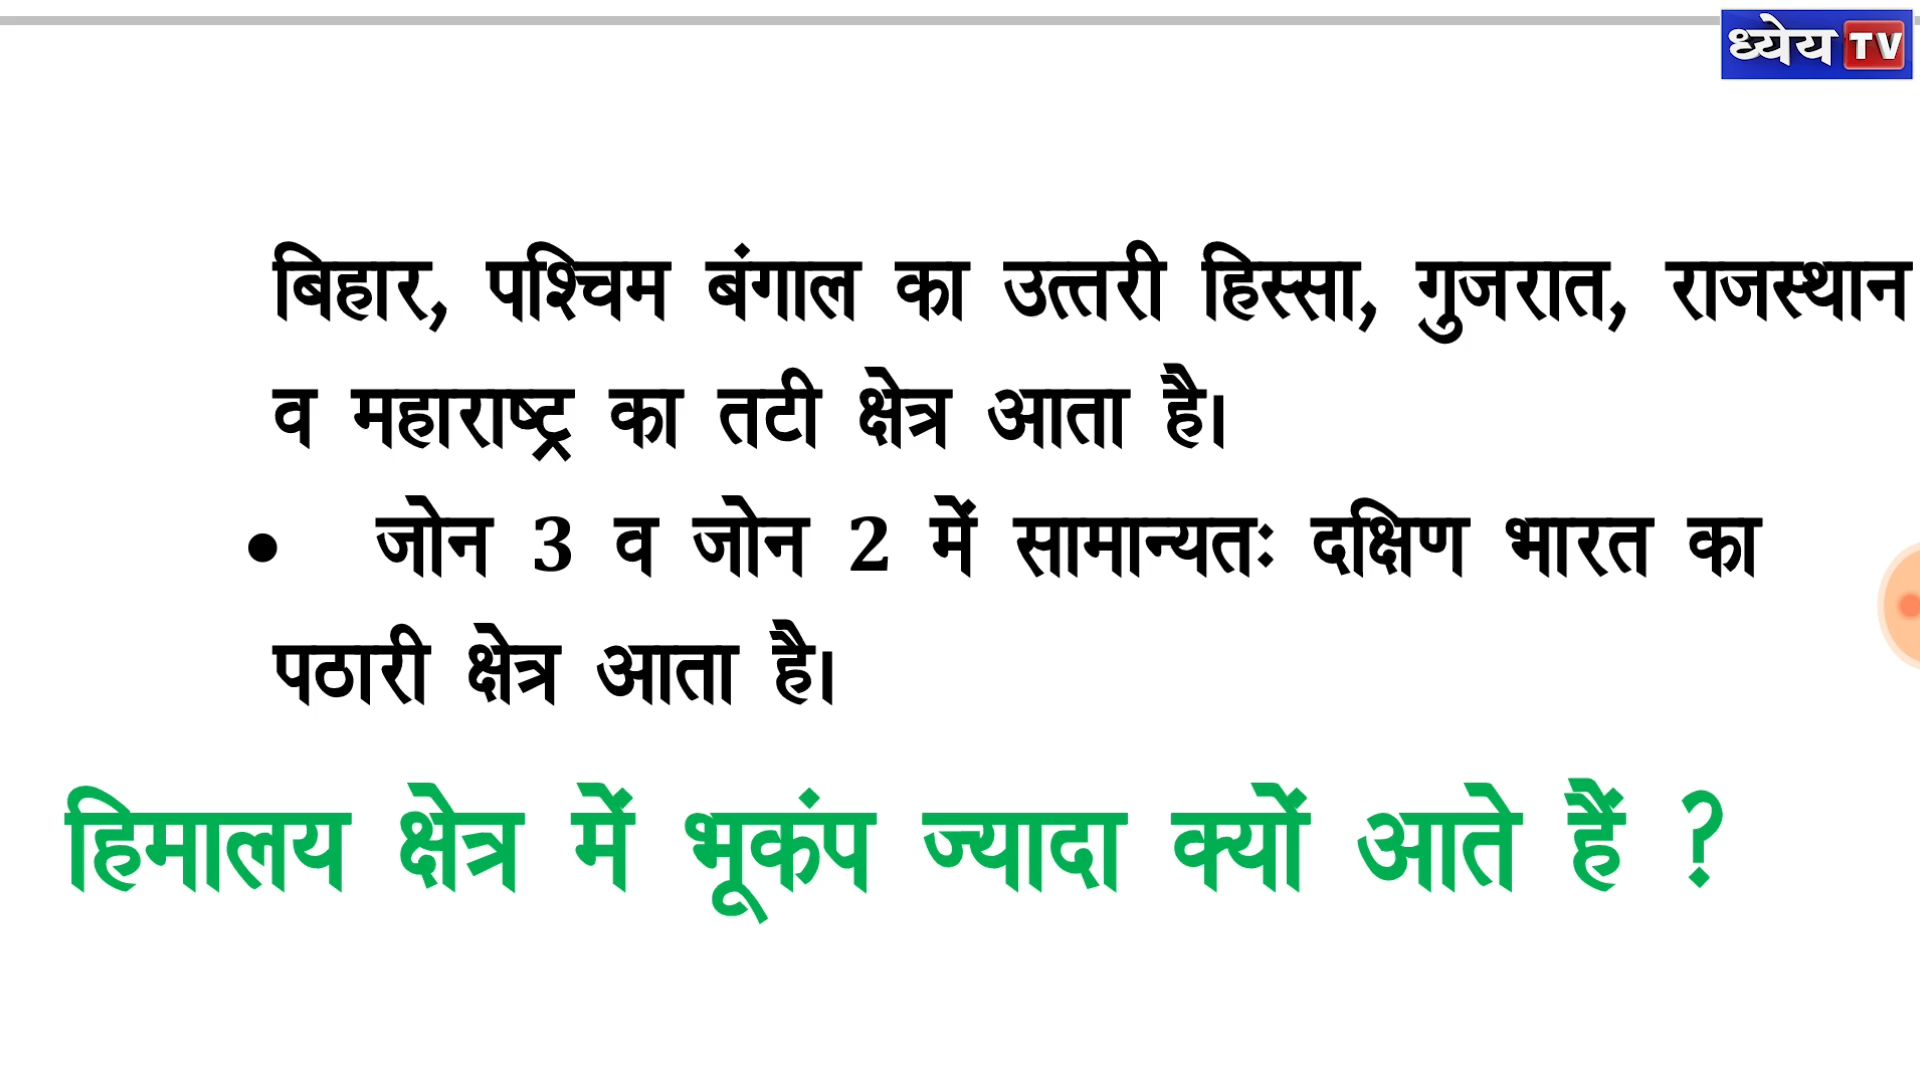 ध्येय TV
बिहार, पश्चिम बंगाल का उत्तरी हिस्सा, गुजरात, राजस्थान
व महाराष्ट्र का तटी क्षेत्र आता है।
• जोन 3 व जोन 2 में सामान्यतः दक्षिण भारत का
पठारी क्षेत्र आता है।
हिमालय क्षेत्र में भूकंप ज्यादा क्यों आते हैं ?